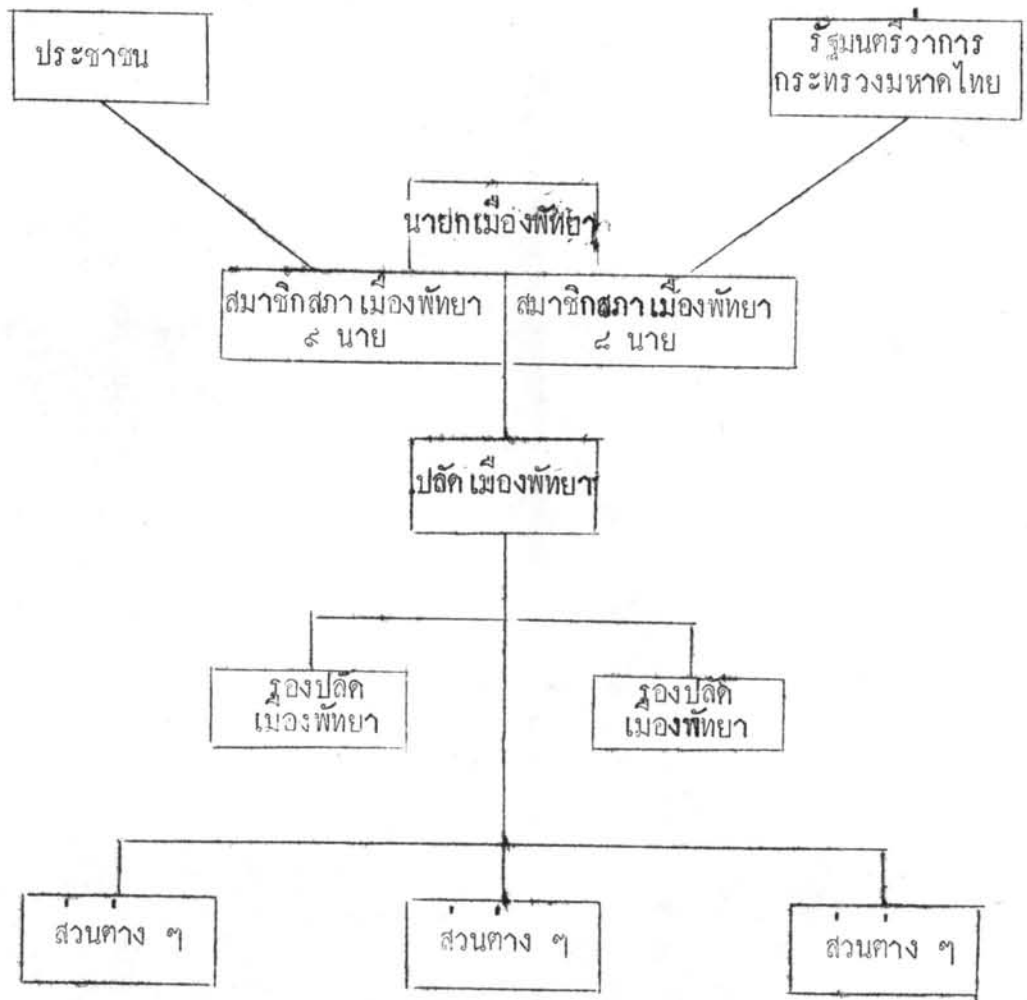 ประชาชน
รัฐมนตรีว่าการ
กระทรวงมหาดไทย
นายกเมืองพัทยา
สมาชิกสภาเมืองพัทยา
๙ นาย
สมาชิกสภาเมืองพัทยา
๘ นาย
ปลัดเมืองพัทยา
รองปลัด
เมืองพัทยา
รองปลัด
เมืองพัทยา
ส่วนต่าง ๆ
ส่วนต่าง ๆ
ส่วนต่าง ๆ